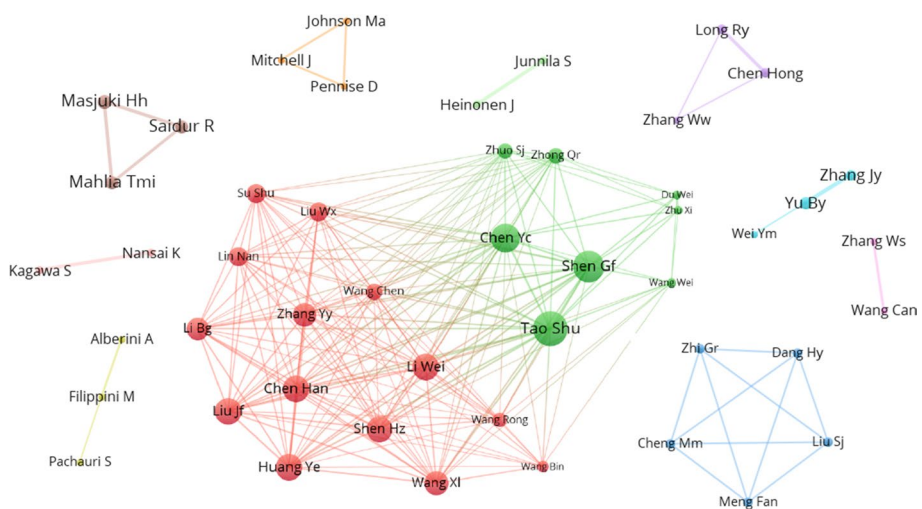 Johnson Ma
Mitchell J
Pennise D
Junnila S
Heinonen J
Long Ry
Chen Hong
Zhang Ww
Masjuki Hh
Saidur R
Mahlia Tmi
Zhuo Sj
Zhong Qr
Du Wei
Zhu Xi
Zhang Jy
Yu By
Wei Ym
Su Shu
Liu Wx
Chen Yc
Shen Gf
Nansai K
Kagawa S
Lin Nan
Wang Chen
Wang Wei
Zhang Ws
Wang Can
Li Bg
Zhang Yy
Tao Shu
Alberini A
Filippini M
Pachauri S
Li Wei
Chen Han
Liu Jf
Shen Hz
Wang Rong
Huang Ye
Wang Xl
Wang Bin
Zhi Gr
Dang Hy
Cheng Mm
Liu Sj
Meng Fan